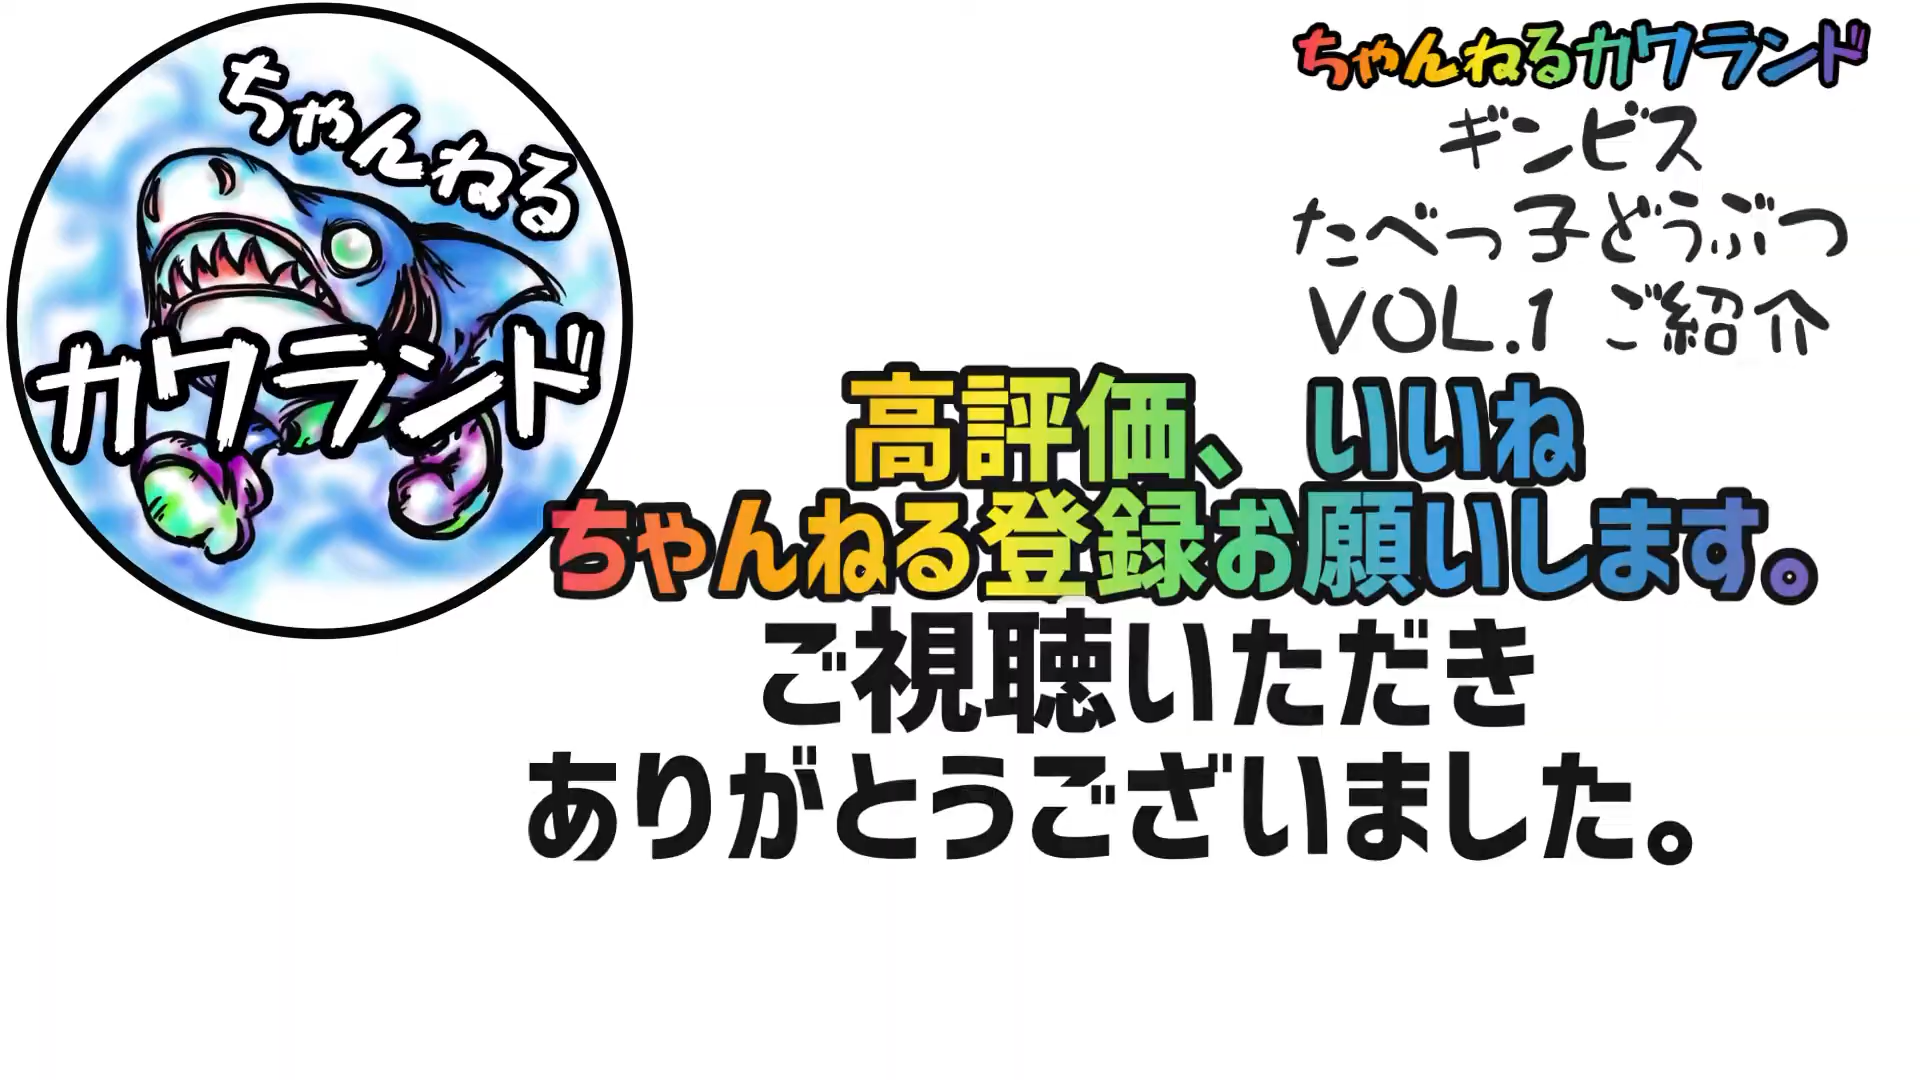 ちゃんねる
カワランド
ちゃんねるカワランド
ギンビス
たべっ子どうぶつ
VOL.1 ご紹介
高評価、いいね
ちゃんねる登録お願いします。
ご視聴いただき
ありがとうございました。